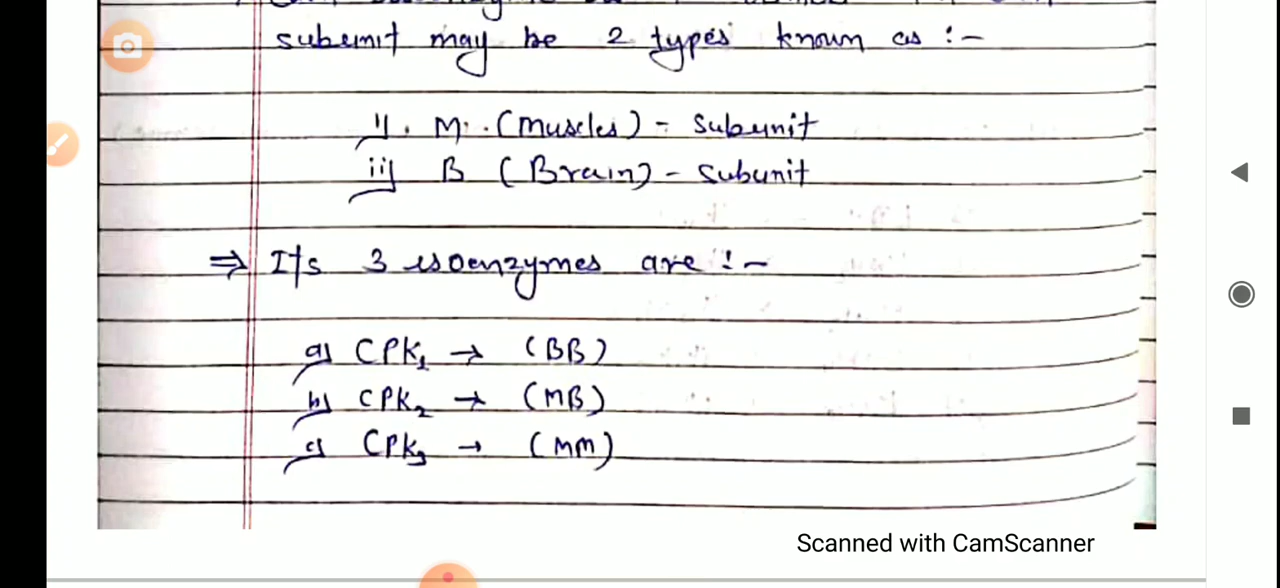 subunit may be 2 types known as :-
i). M. (Muscles) - Subunit
ii) B (Brain) - Subunit
⇒ It's 3 isoenzymes are :-
a) CPK₁ → (BB)
b) CPK₂ → (MB)
c) CPK₃ → (MM)
Scanned with CamScanner